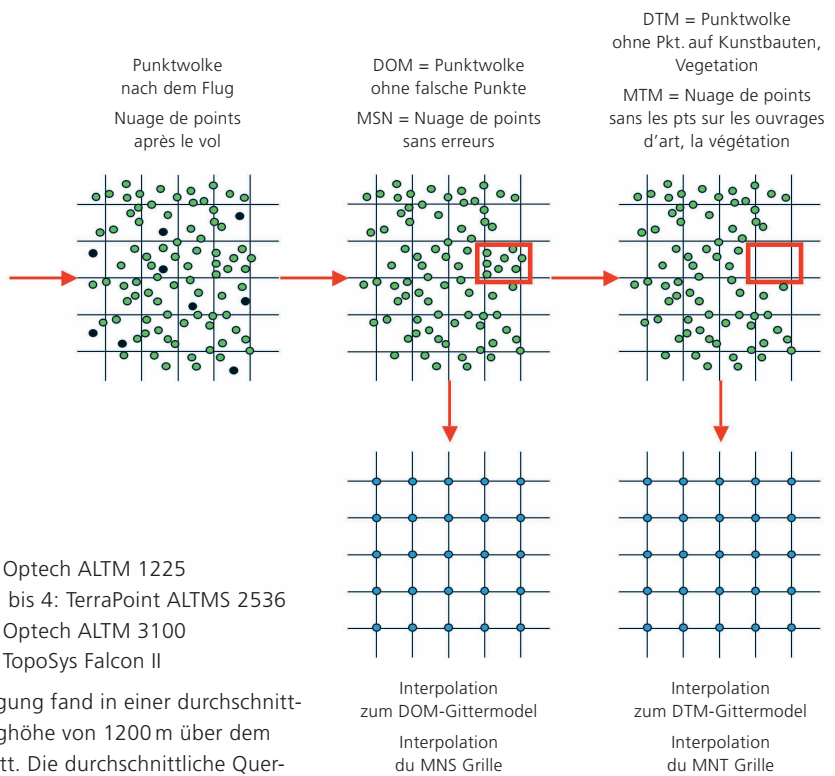 Punktwolke
nach dem Flug
Nuage de points
après le vol
DOM = Punktwolke
ohne falsche Punkte
MSN = Nuage de points
sans erreurs
DTM = Punktwolke
ohne Pkt. auf Kunstbauten,
Vegetation
MTM = Nuage de points
sans les pts sur les ouvrages
d'art, la végétation
Optech ALTM 1225
bis 4: TerraPoint ALTMS 2536
Optech ALTM 3100
TopoSys Falcon II
gung fand in einer durchschnitt-
ghöhe von 1200 m über dem
tt. Die durchschnittliche Quer-
Interpolation
zum DOM-Gittermodel
Interpolation
du MNS Grille
Interpolation
zum DTM-Gittermodel
Interpolation
du MNT Grille